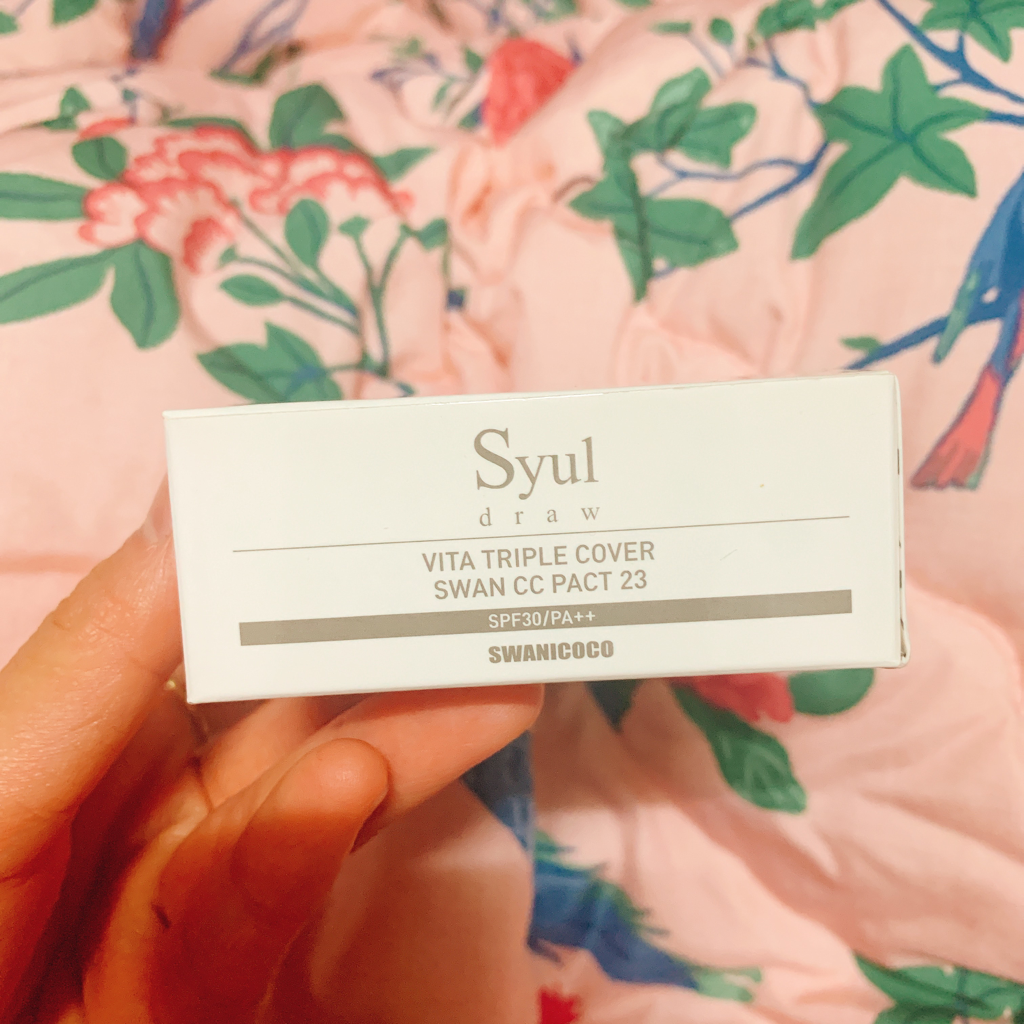 Syul
draw
VITA TRIPLE COVER
SWAN CC PACT 23
SPF30/PA++
SWANICOCO